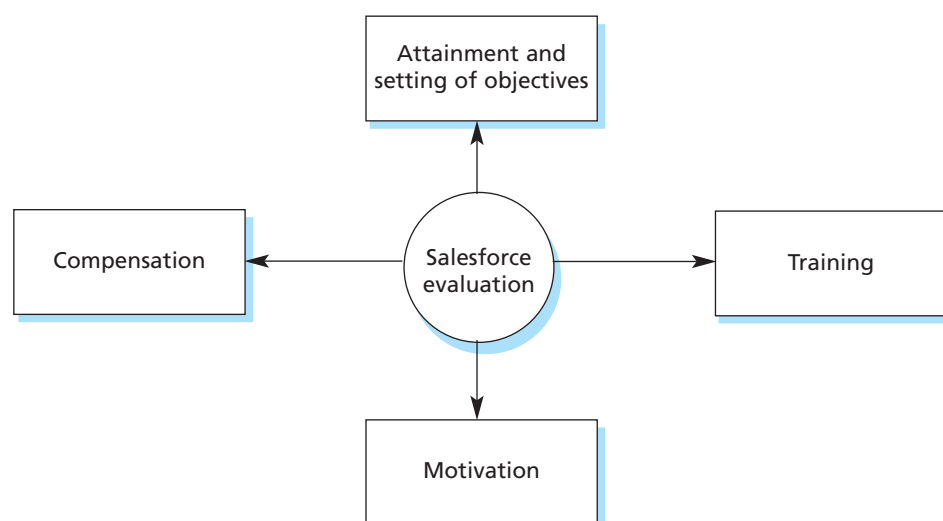 Attainment and
setting of objectives
Compensation
Salesforce
evaluation
Training
Motivation